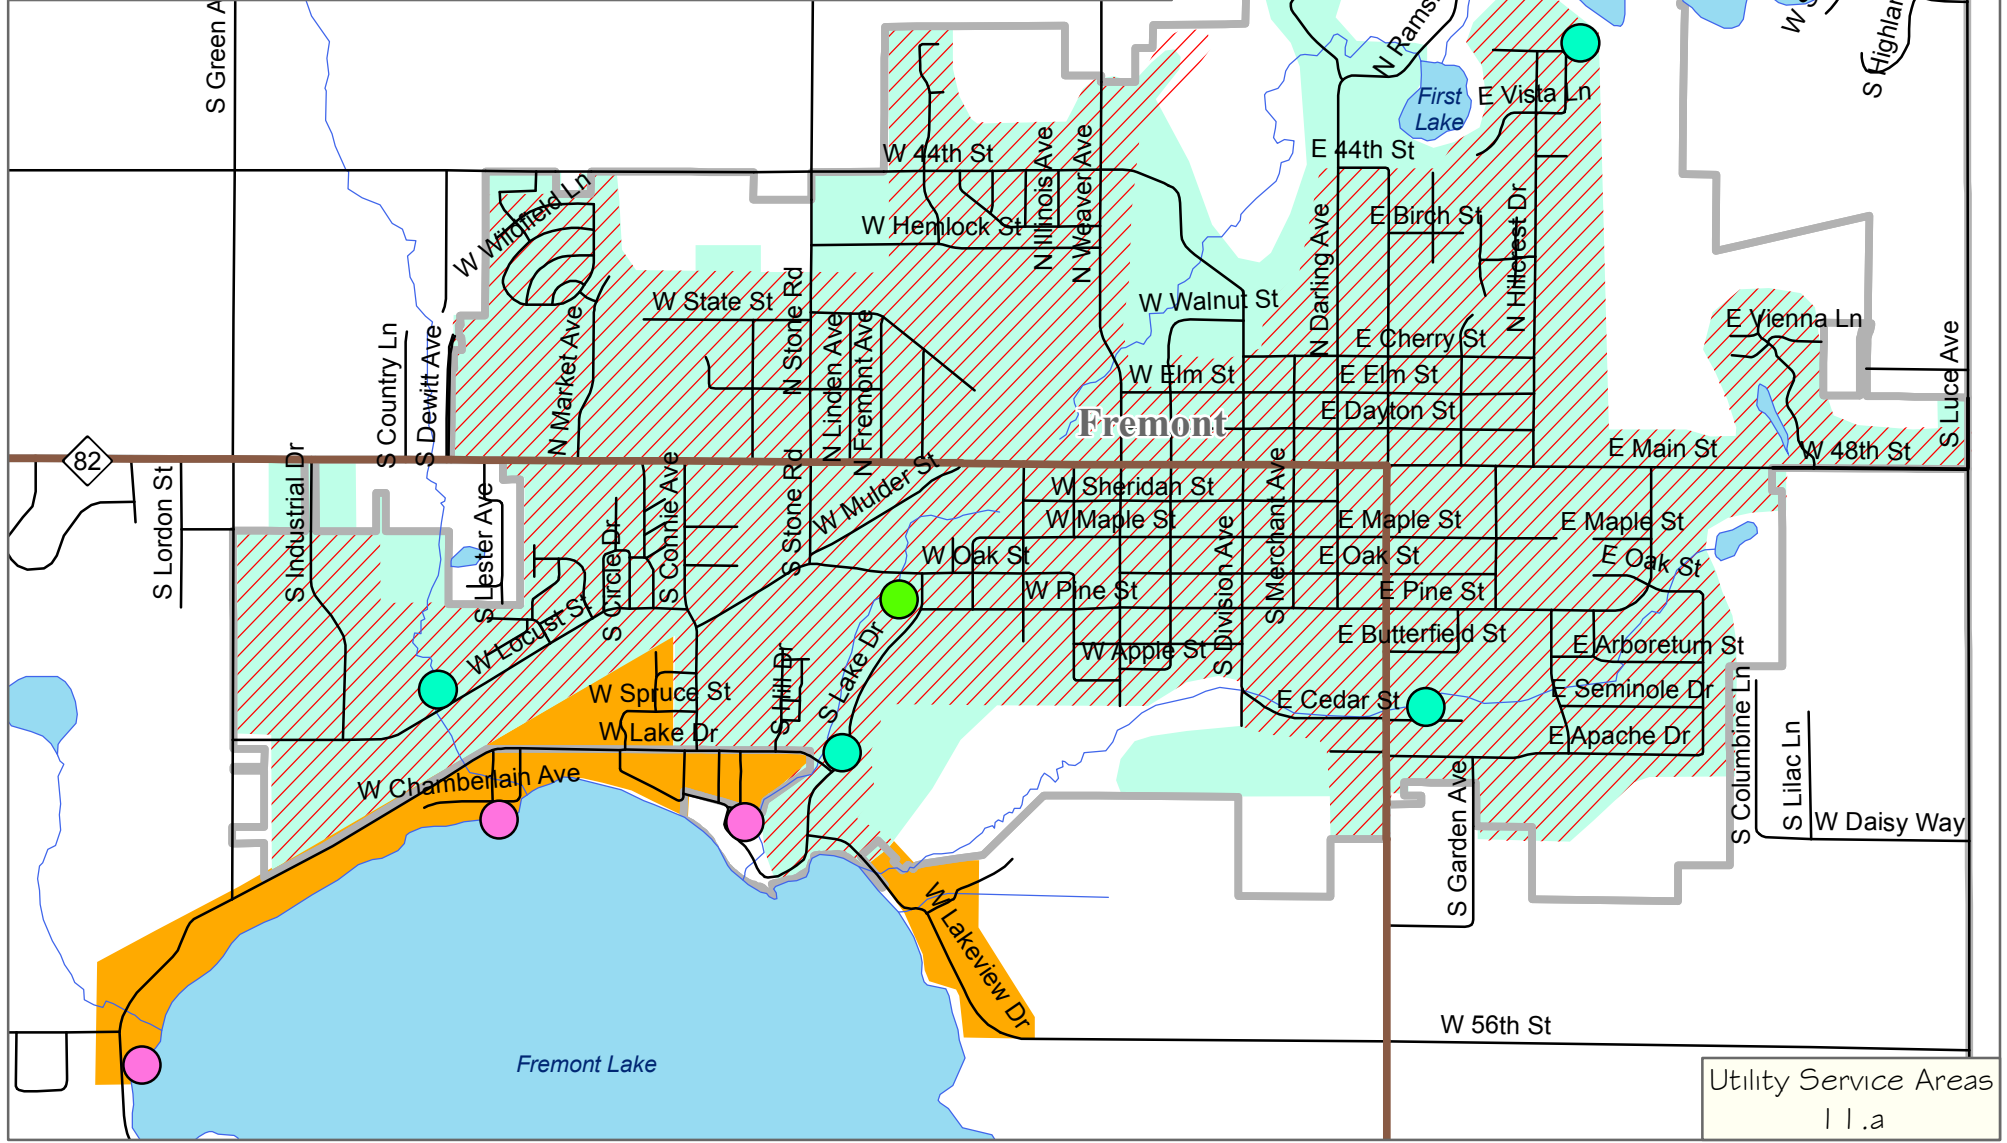 S Green A
W Rams
W S
S Highlan
First
Lake
E Vista Ln
W 44th St
E 44th St
N Illinois Ave
N Weaver Ave
W Wildfield Ln
W Hemlock St
E Birch St
N Hillcrest Dr
N Darling Ave
W State St
N Stone Rd
W Walnut St
E Vienna Ln
S Country Ln
S Dewitt Ave
N Market Ave
N Linden Ave
N Fremont Ave
E Cherry St
W Elm St
E Elm St
S Luce Ave
E Dayton St
Fremont
E Main St
W 48th St
82
S Lordon St
S Industrial Dr
S Lester Ave
S Circle Dr
S Connie Ave
S Stone Rd
W Mulder St
W Sheridan St
W Maple St
E Maple St
E Maple St
S Merchant Ave
S Division Ave
W Oak St
E Oak St
E Oak St
W Pine St
E Pine St
W Locust St
E Butterfield St
E Arboretum St
W Apple St
S Hill Dr
S Lake Dr
W Spruce St
E Cedar St
E Seminole Dr
W Lake Dr
E Apache Dr
S Columbine Ln
S Lilac Ln
W Chamberlain Ave
S Garden Ave
W Daisy Way
W Lakeview Dr
W 56th St
Fremont Lake
Utility Service Areas
11.a